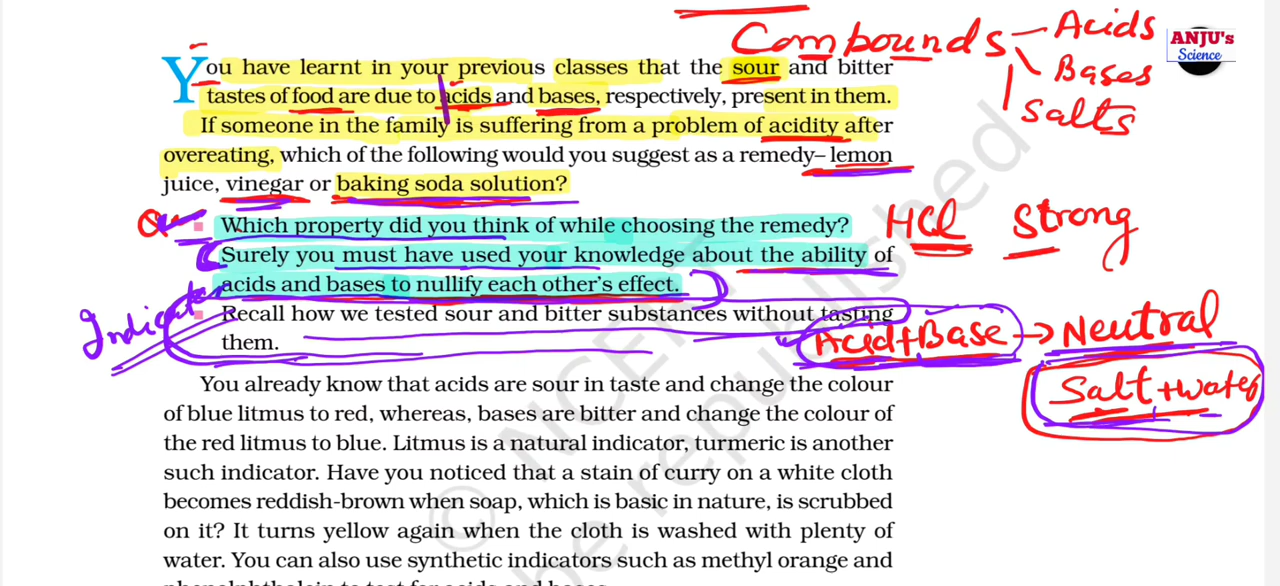 Compounds
Acids
Bases
Salts
ANJU's
Science
You have learnt in your previous classes that the sour and bitter
tastes of food are due to acids and bases, respectively, present in them.
If someone in the family is suffering from a problem of acidity after
overeating, which of the following would you suggest as a remedy– lemon
juice, vinegar or baking soda solution?
Q
Which property did you think of while choosing the remedy?
HCl Strong
Surely you must have used your knowledge about the ability of
acids and bases to nullify each other's effect.
Recall how we tested sour and bitter substances without tasting
them.
Indicator
Acid+Base → Neutral
Salt+water
You already know that acids are sour in taste and change the colour
of blue litmus to red, whereas, bases are bitter and change the colour of
the red litmus to blue. Litmus is a natural indicator, turmeric is another
such indicator. Have you noticed that a stain of curry on a white cloth
becomes reddish-brown when soap, which is basic in nature, is scrubbed
on it? It turns yellow again when the cloth is washed with plenty of
water. You can also use synthetic indicators such as methyl orange and
phenolphthalein to test for acids and bases.
© NCERT
be republished